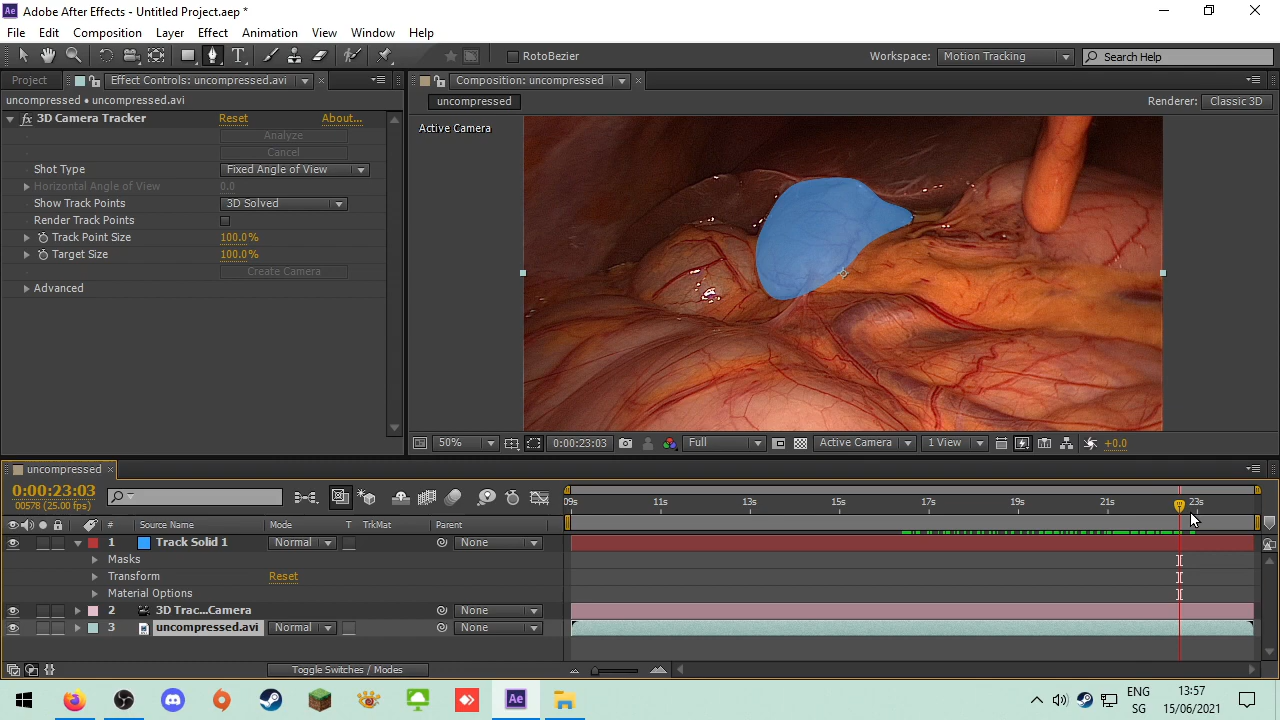 Adobe After Effects - Untitled Project.aep *
File Edit Composition Layer Effect Animation View Window Help
RotoBezier
Workspace: Motion Tracking
Search Help
Project
Effect Controls: uncompressed.avi
Composition: uncompressed
uncompressed • uncompressed.avi
uncompressed
Renderer: Classic 3D
fx 3D Camera Tracker Reset About...
Analyze
Cancel
Shot Type Fixed Angle of View
Horizontal Angle of View 0.0
Show Track Points 3D Solved
Render Track Points
Track Point Size 100.0%
Target Size 100.0%
Create Camera
Advanced
Active Camera
50% 0:00:23:03 Full Active Camera 1 View +0.0
uncompressed
0:00:23:03
00578 (25.00 fps)
09s 11s 13s 15s 17s 19s 21s 23s
# Source Name Mode T TrkMat Parent
1 Track Solid 1 Normal None
Masks
Transform Reset
Material Options
2 3D Trac...Camera None
3 uncompressed.avi Normal None
Toggle Switches / Modes
Ae
ENG
SG
13:57
15/06/2021